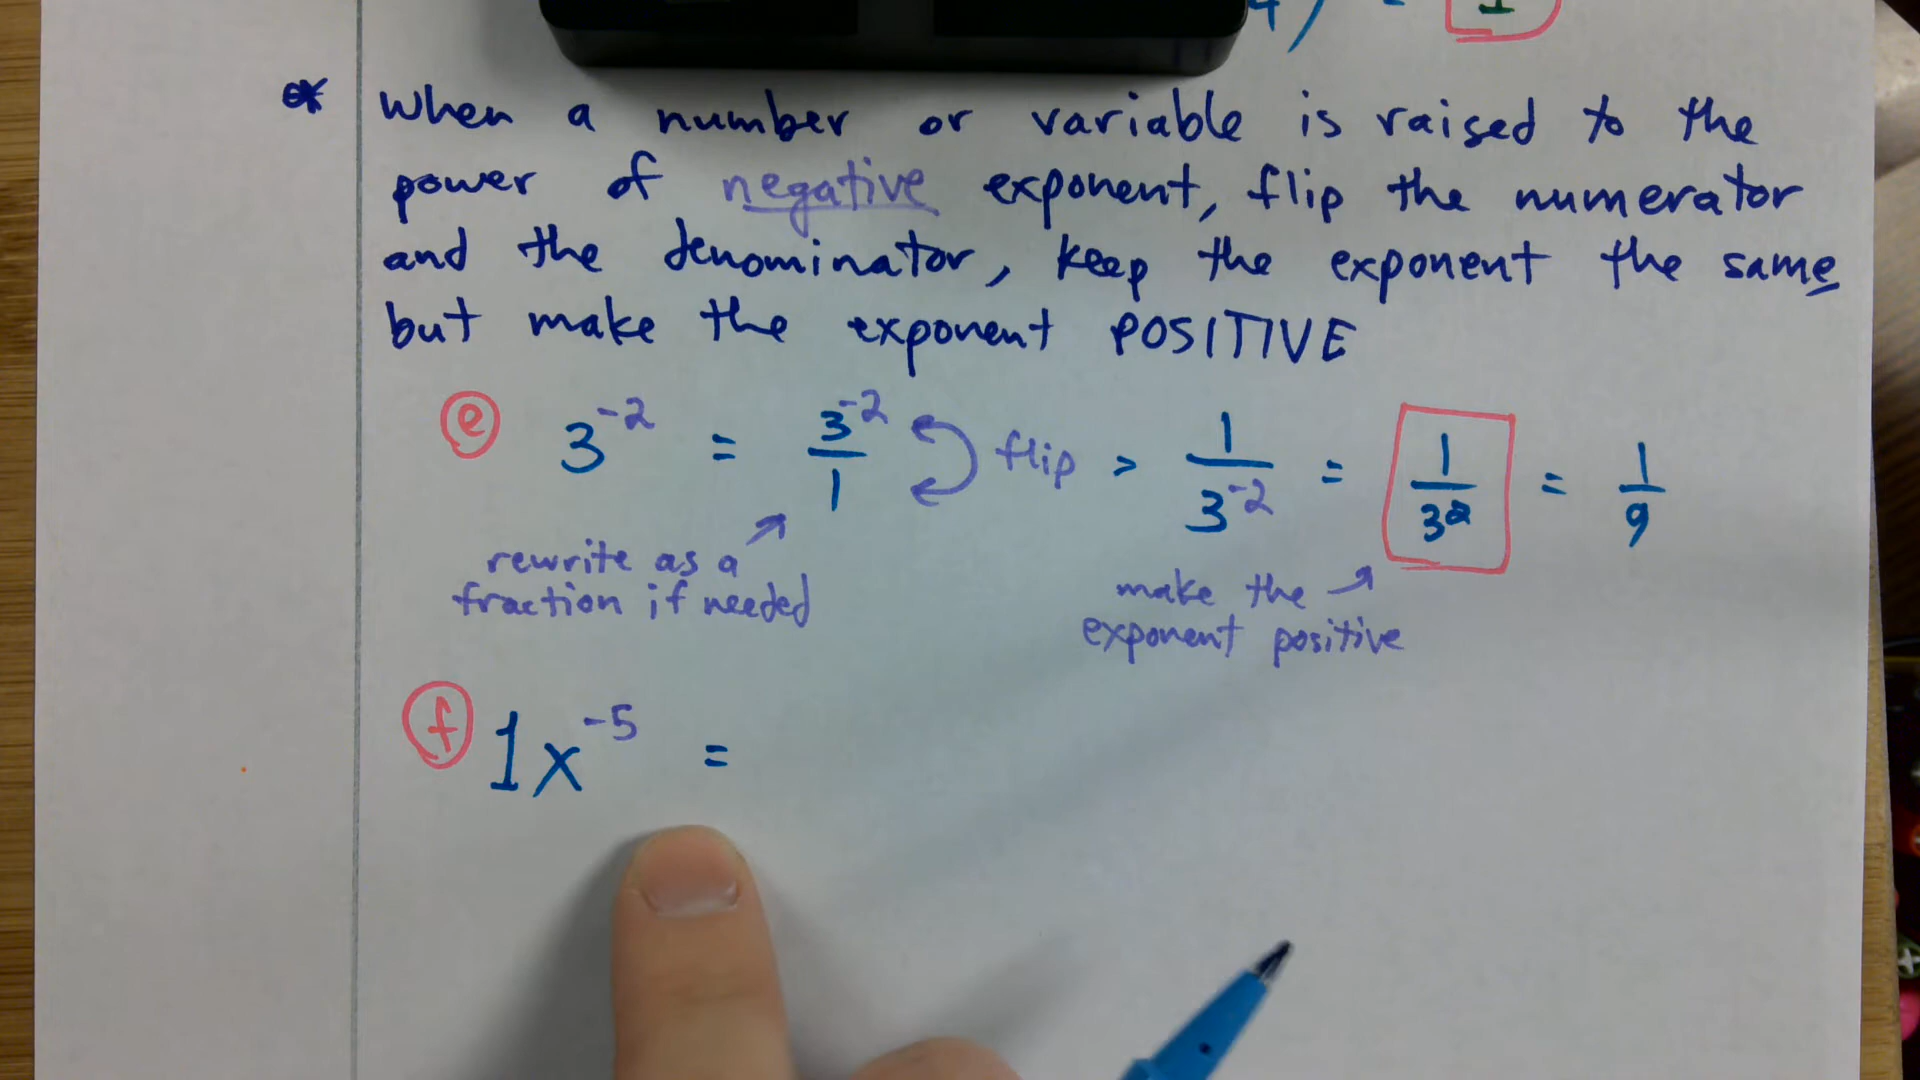 4) = 1
* When a number or variable is raised to the
power of negative exponent, flip the numerator
and the denominator, keep the exponent the same
but make the exponent POSITIVE
(e) 3^-2 = 3^-2/1 flip > 1/3^-2 = 1/3^2 = 1/9
rewrite as a
fraction if needed
make the
exponent positive
(f) 1x^-5 =